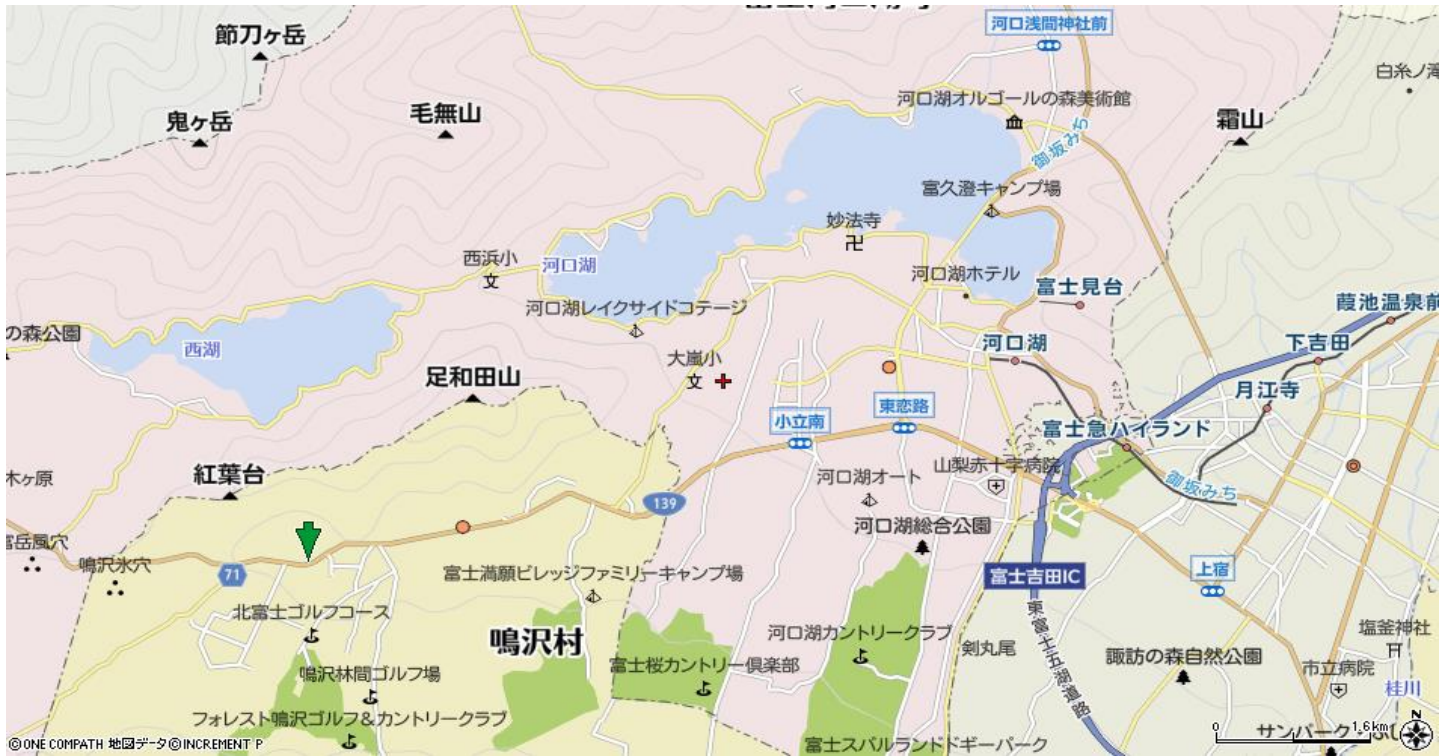 節刀ヶ岳
河口浅間神社前
白糸ノ滝
河口湖オルゴールの森美術館
毛無山
鬼ヶ岳
霜山
御坂みち
富久澄キャンプ場
妙法寺
西浜小
河口湖
河口湖ホテル
富士見台
河口湖レイクサイドコテージ
葭池温泉前
の森公園
西湖
河口湖
下吉田
大嵐小
足和田山
月江寺
小立南
東恋路
富士急ハイランド
紅葉台
木ヶ原
河口湖オート
山梨赤十字病院
御坂みち
139
河口湖総合公園
富岳風穴
鳴沢氷穴
71
富士満願ビレッジファミリーキャンプ場
富士吉田IC
上宿
北富士ゴルフコース
鳴沢村
河口湖カントリークラブ
剣丸尾
東富士五湖道路
塩釜神社
諏訪の森自然公園
富士桜カントリー倶楽部
鳴沢林間ゴルフ場
市立病院
桂川
フォレスト鳴沢ゴルフ&カントリークラブ
N
0
1.6km
サンパーク
富士スバルランドドギーパーク
©ONE COMPATH 地図データ©INCREMENT P